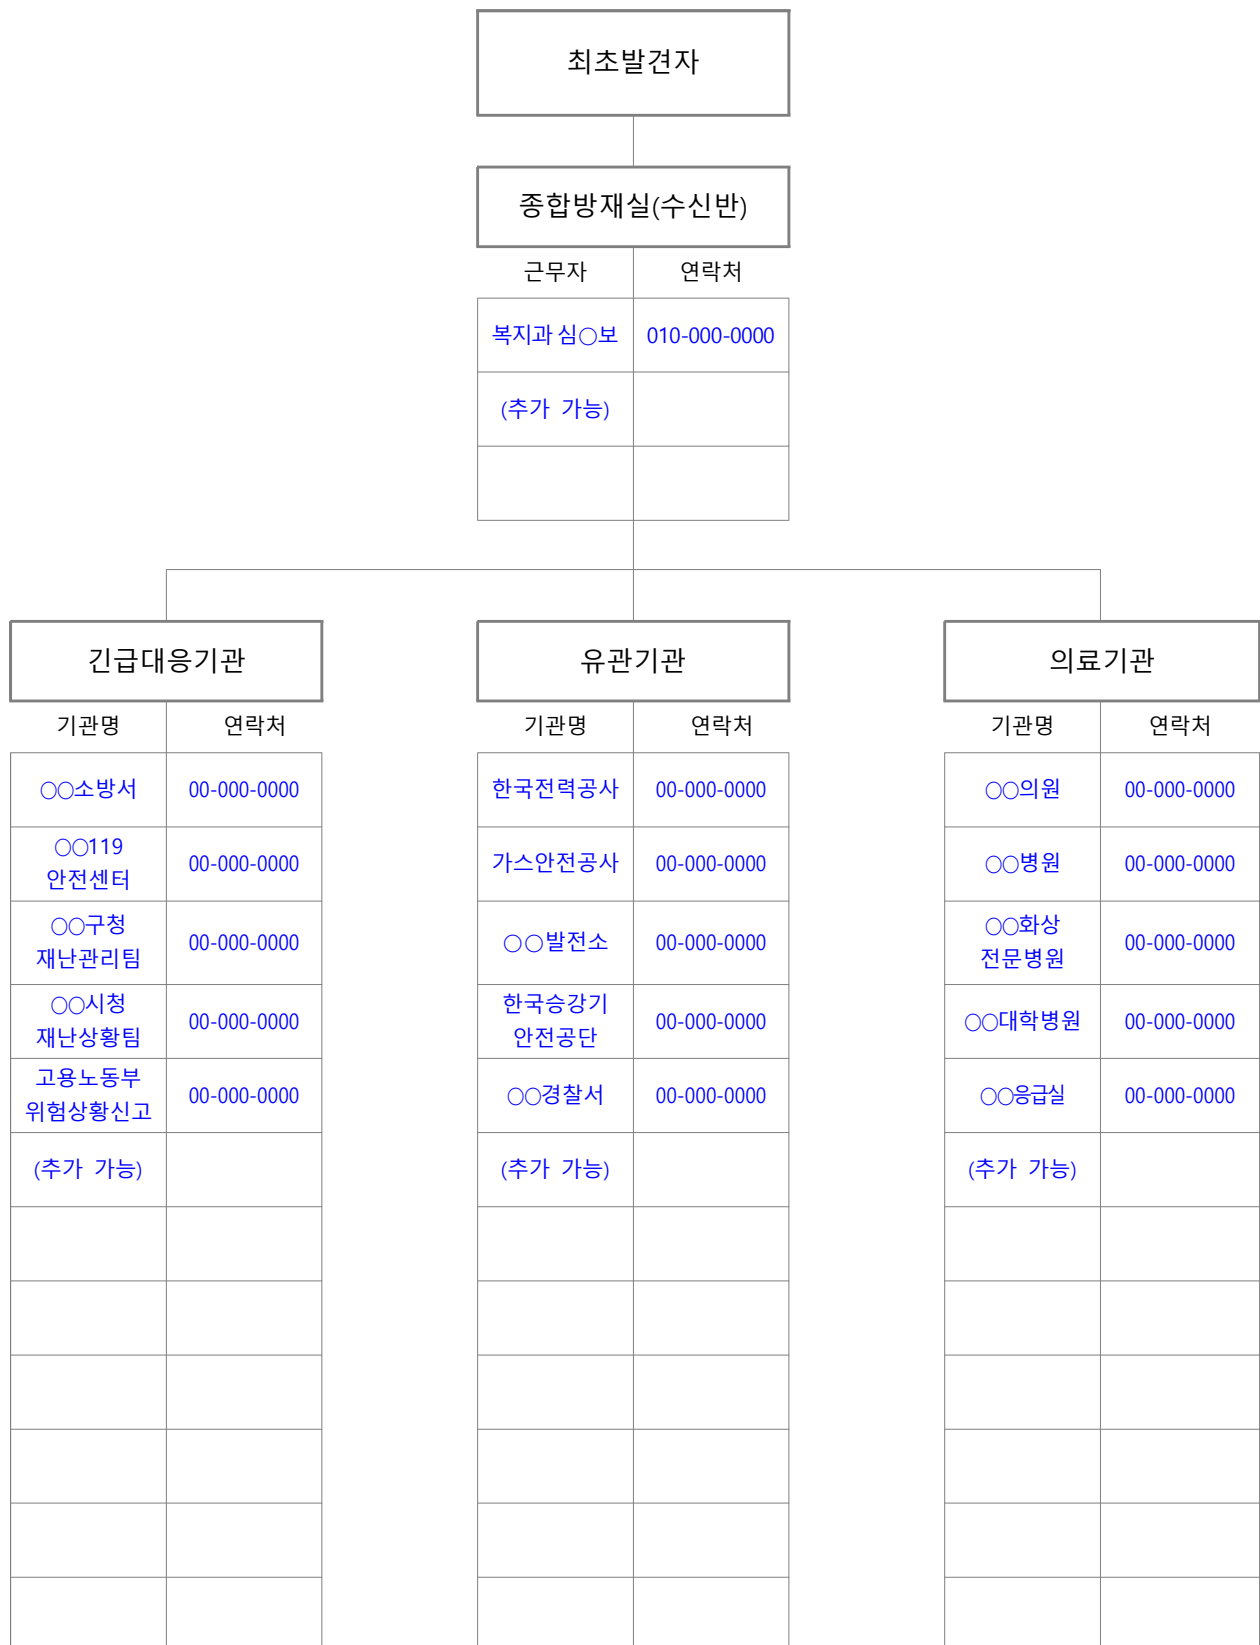 최초발견자
종합방재실(수신반)
근무자 연락처
복지과 심○보 010-000-0000
(추가 가능)
긴급대응기관 유관기관 의료기관
기관명 연락처 기관명 연락처 기관명 연락처
○○소방서 00-000-0000 한국전력공사 00-000-0000 ○○의원 00-000-0000
○○119
안전센터 00-000-0000 가스안전공사 00-000-0000 ○○병원 00-000-0000
○○구청 ○○화상
재난관리팀 00-000-0000 ○○발전소 00-000-0000 전문병원 00-000-0000
○○시청 한국승강기
재난상황팀 00-000-0000 안전공단 00-000-0000 ○○대학병원 00-000-0000
고용노동부
위험상황신고 00-000-0000 ○○경찰서 00-000-0000 ○○응급실 00-000-0000
(추가 가능) (추가 가능) (추가 가능)